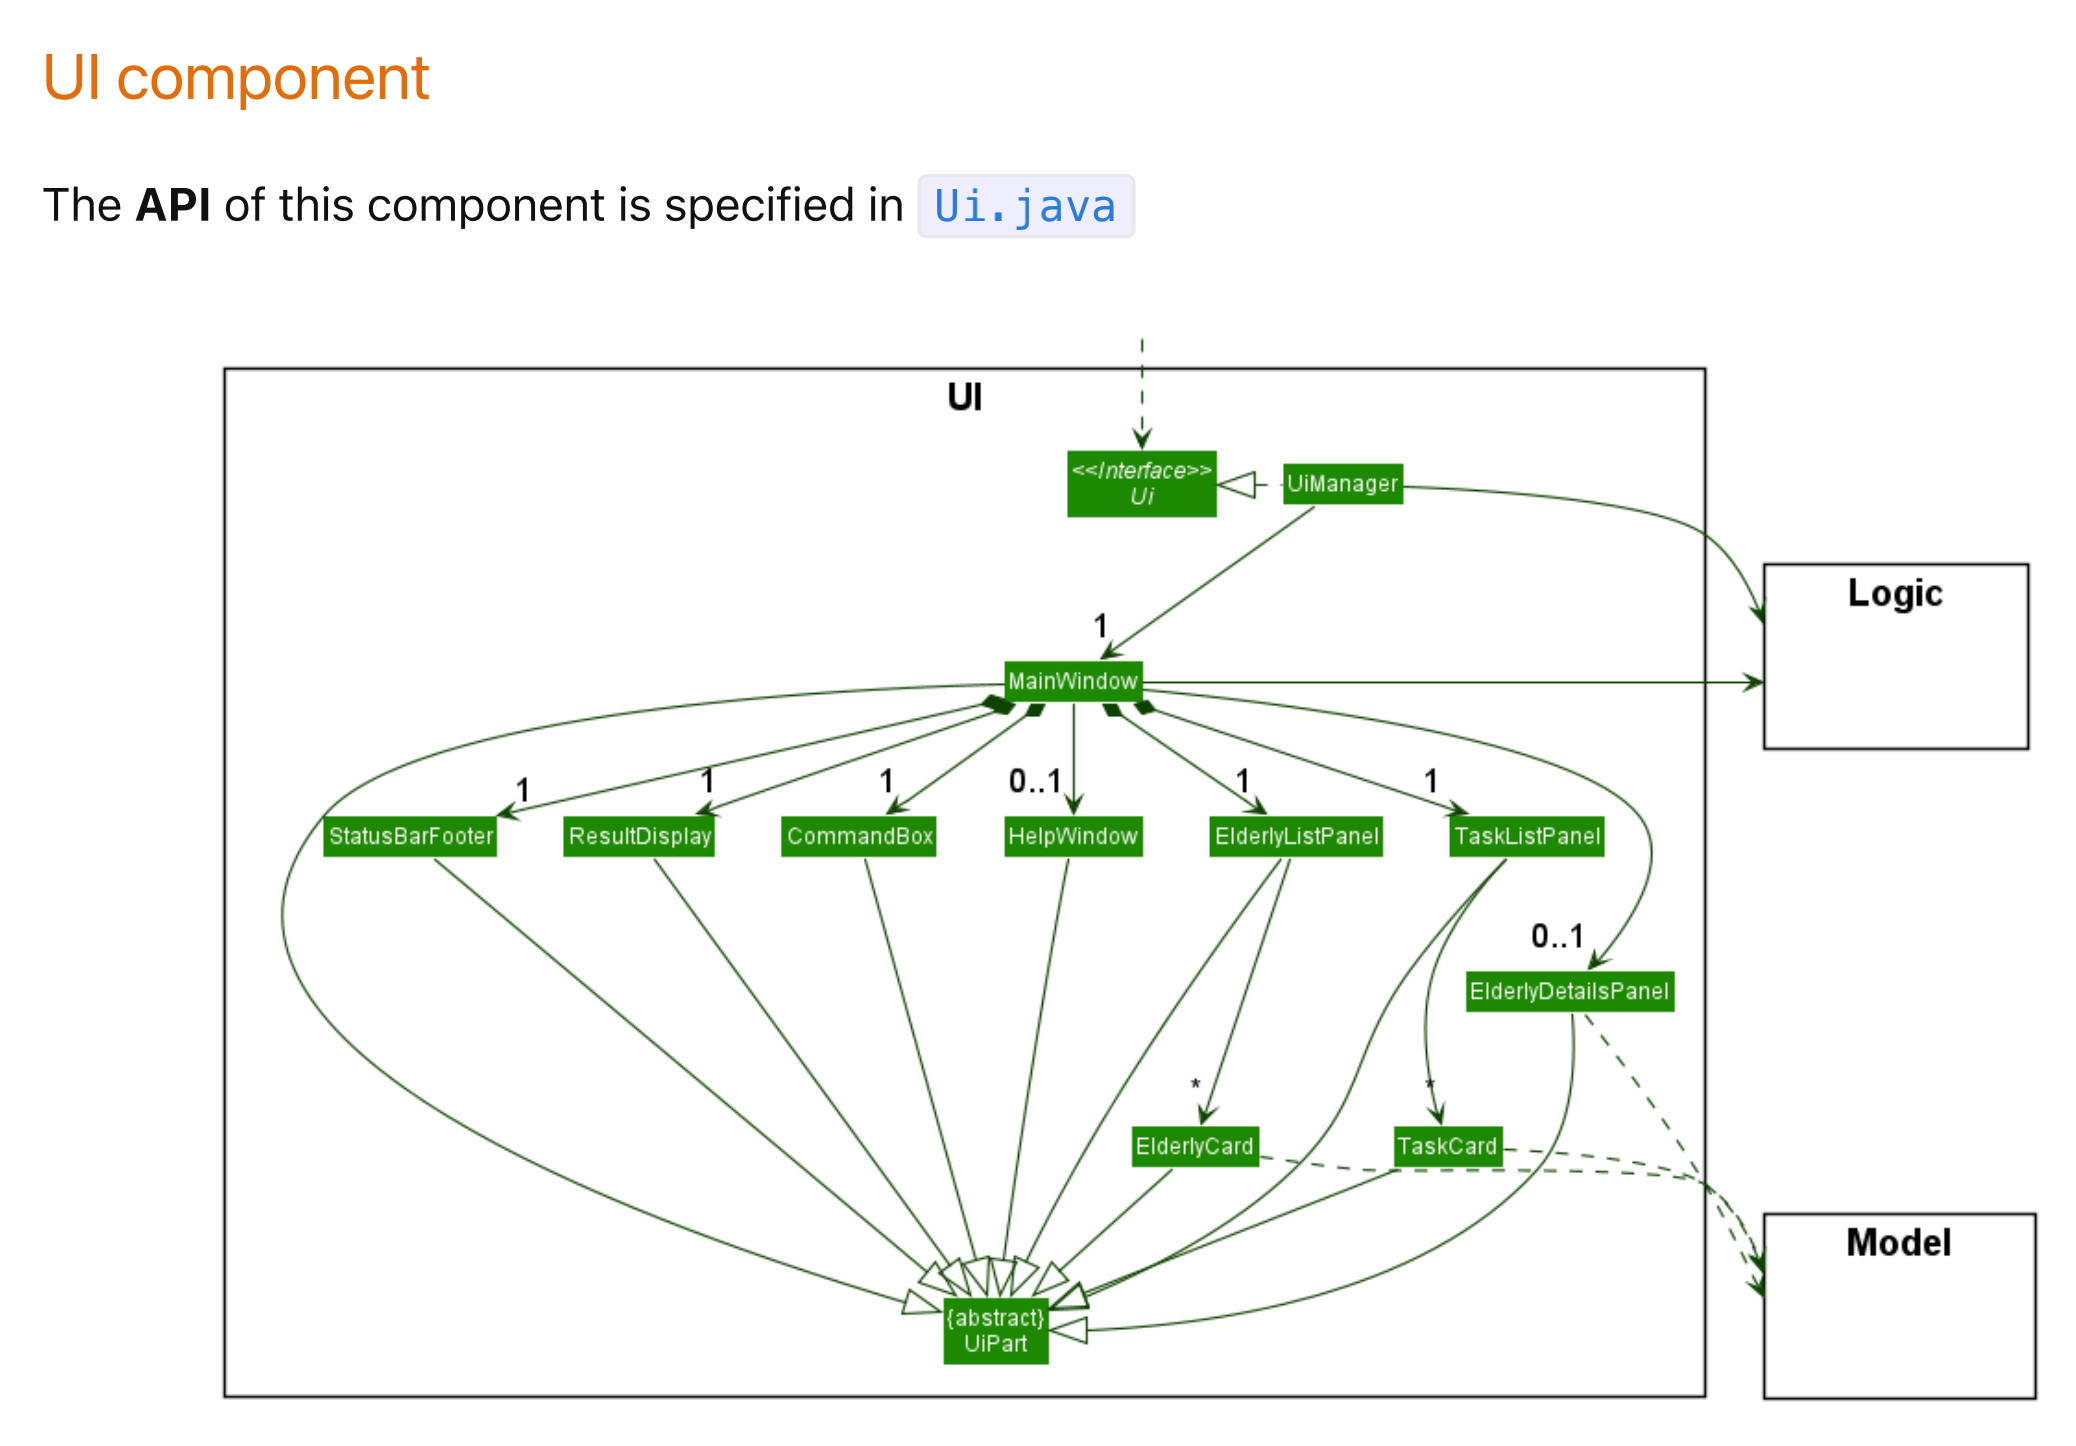 UI component
The API of this component is specified in Ui.java
UI
<<Interface>>
Ui
UiManager
Logic
1
MainWindow
1
1
1
0..1
1
1
StatusBarFooter
ResultDisplay
CommandBox
HelpWindow
ElderlyListPanel
TaskListPanel
0..1
ElderlyDetailsPanel
*
*
ElderlyCard
TaskCard
Model
{abstract}
UiPart